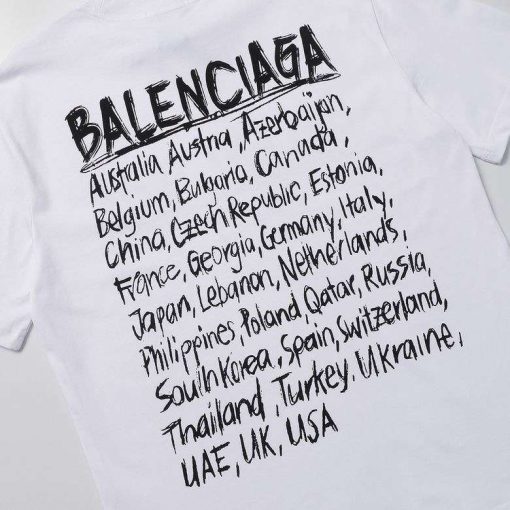 BALENCIAGA
Australia Austria, Azerbaijan,
Belgium, Bulgaria, Canada,
China, Czech Republic, Estonia,
France, Georgia, Germany, Italy,
Japan, Lebanon, Netherlands,
Philippines, Poland, Qatar, Russia,
South Korea, Spain, Switzerland,
Thailand, Turkey, Ukraine,
UAE, UK, USA